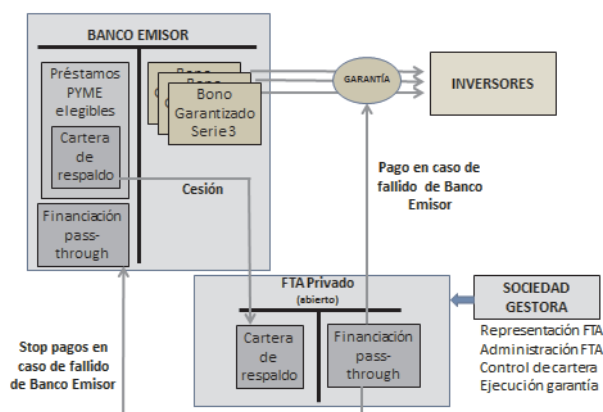 BANCO EMISOR
Préstamos
PYME
elegibles
Cartera
de
respaldo
Financiación
pass-
through
Bono
Bono
Bono
Garantizado
Serie 3
Cesión
GARANTÍA
INVERSORES
Pago en caso de
fallido de Banco
Emisor
Stop pagos en
caso de fallido
de Banco Emisor
FTA Privado
(abierto)
Cartera
de
respaldo
Financiación
pass-
through
SOCIEDAD
GESTORA
Representación FTA
Administración FTA
Control de cartera
Ejecución garantía